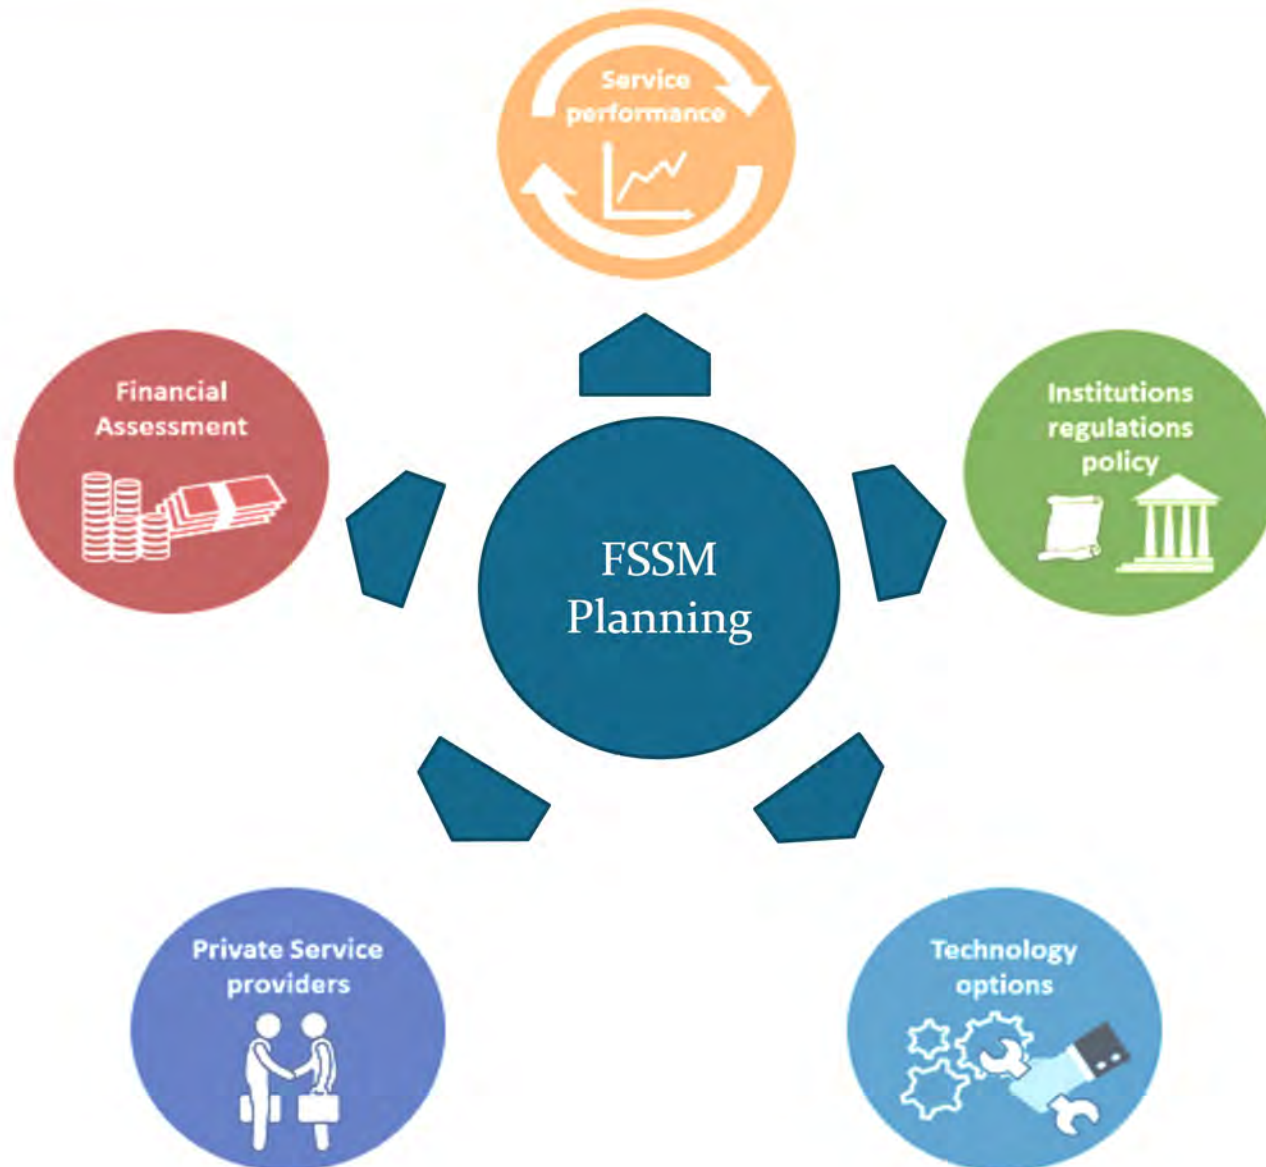 Service
performance
Financial
Assessment
Institutions
regulations
policy
FSSM
Planning
Private Service
providers
Technology
options